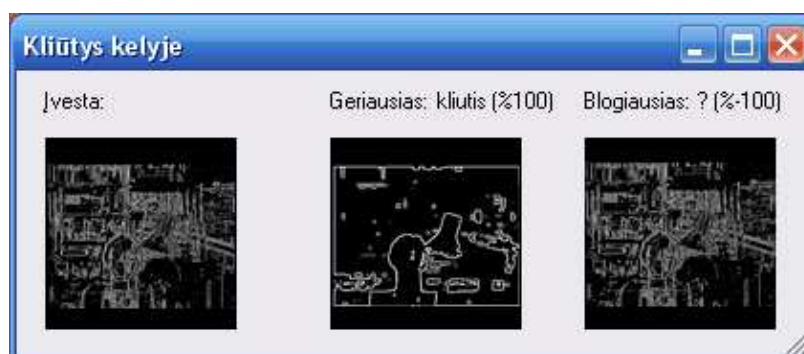 Kliūtys kelyje
Įvesta: Geriausias: kliutis (%100) Blogiausias: ? (%-100)